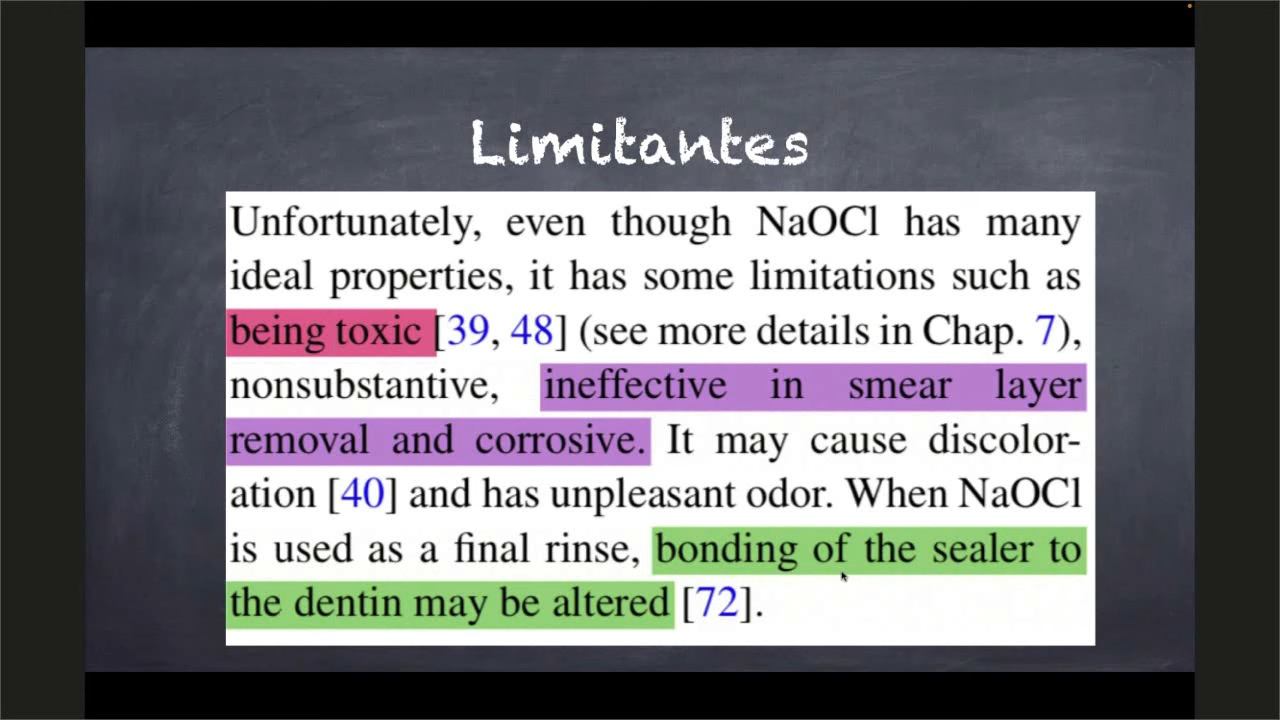 Limitantes
Unfortunately, even though NaOCl has many
ideal properties, it has some limitations such as
being toxic [39, 48] (see more details in Chap. 7),
nonsubstantive, ineffective in smear layer
removal and corrosive. It may cause discolor-
ation [40] and has unpleasant odor. When NaOCl
is used as a final rinse, bonding of the sealer to
the dentin may be altered [72].